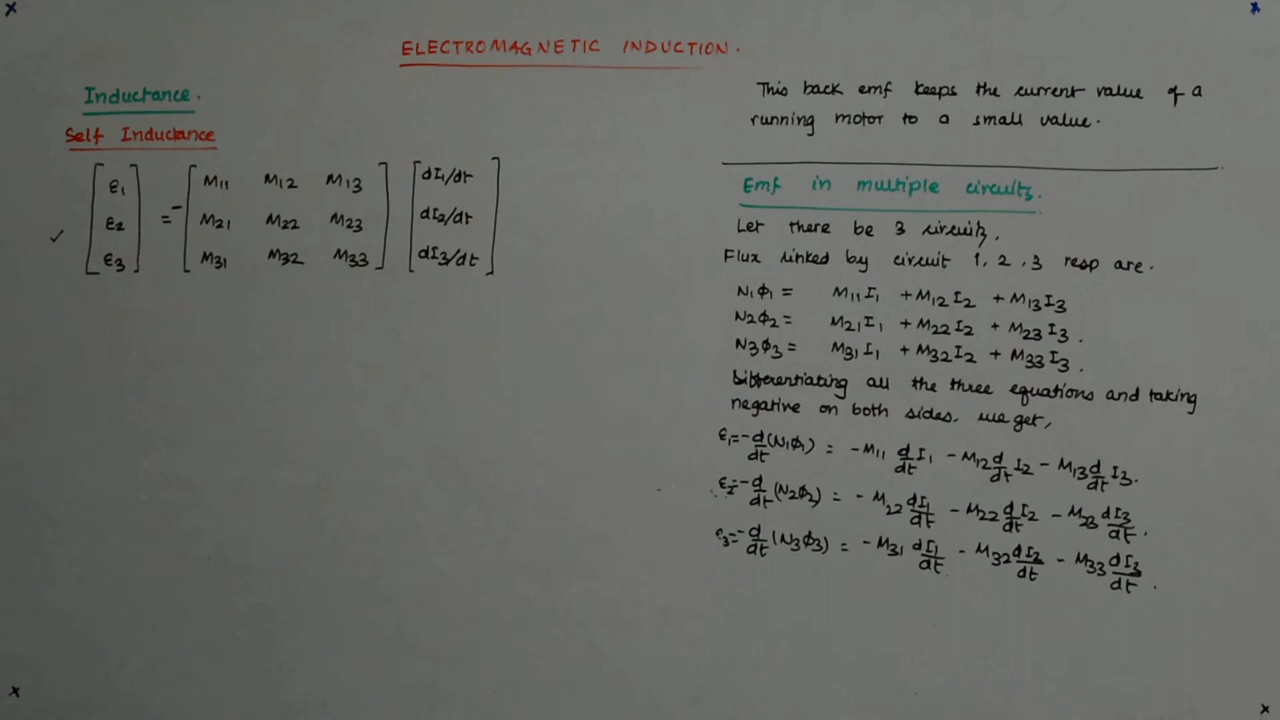 ELECTROMAGNETIC INDUCTION.
Inductance.
Self Inductance
[ε1 ε2 ε3] = - [M11 M12 M13; M21 M22 M23; M31 M32 M33] [dI1/dt dI2/dt dI3/dt]
This back emf keeps the current value of a
running motor to a small value.
Emf in multiple circuits.
Let there be 3 circuits.
Flux linked by circuit 1, 2, 3 resp are.
N1ϕ1 = M11I1 + M12I2 + M13I3
N2ϕ2 = M21I1 + M22I2 + M23I3.
N3ϕ3 = M31I1 + M32I2 + M33I3.
Differentiating all the three equations and taking
negative on both sides, we get,
ε1 = -d/dt(N1ϕ1) = -M11 d/dt I1 - M12 d/dt I2 - M13 d/dt I3.
ε2 = -d/dt(N2ϕ2) = -M22 dI1/dt - M22 d/dt I2 - M23 dI3/dt.
ε3 = -d/dt(N3ϕ3) = -M31 dI1/dt - M32 dI2/dt - M33 dI3/dt.